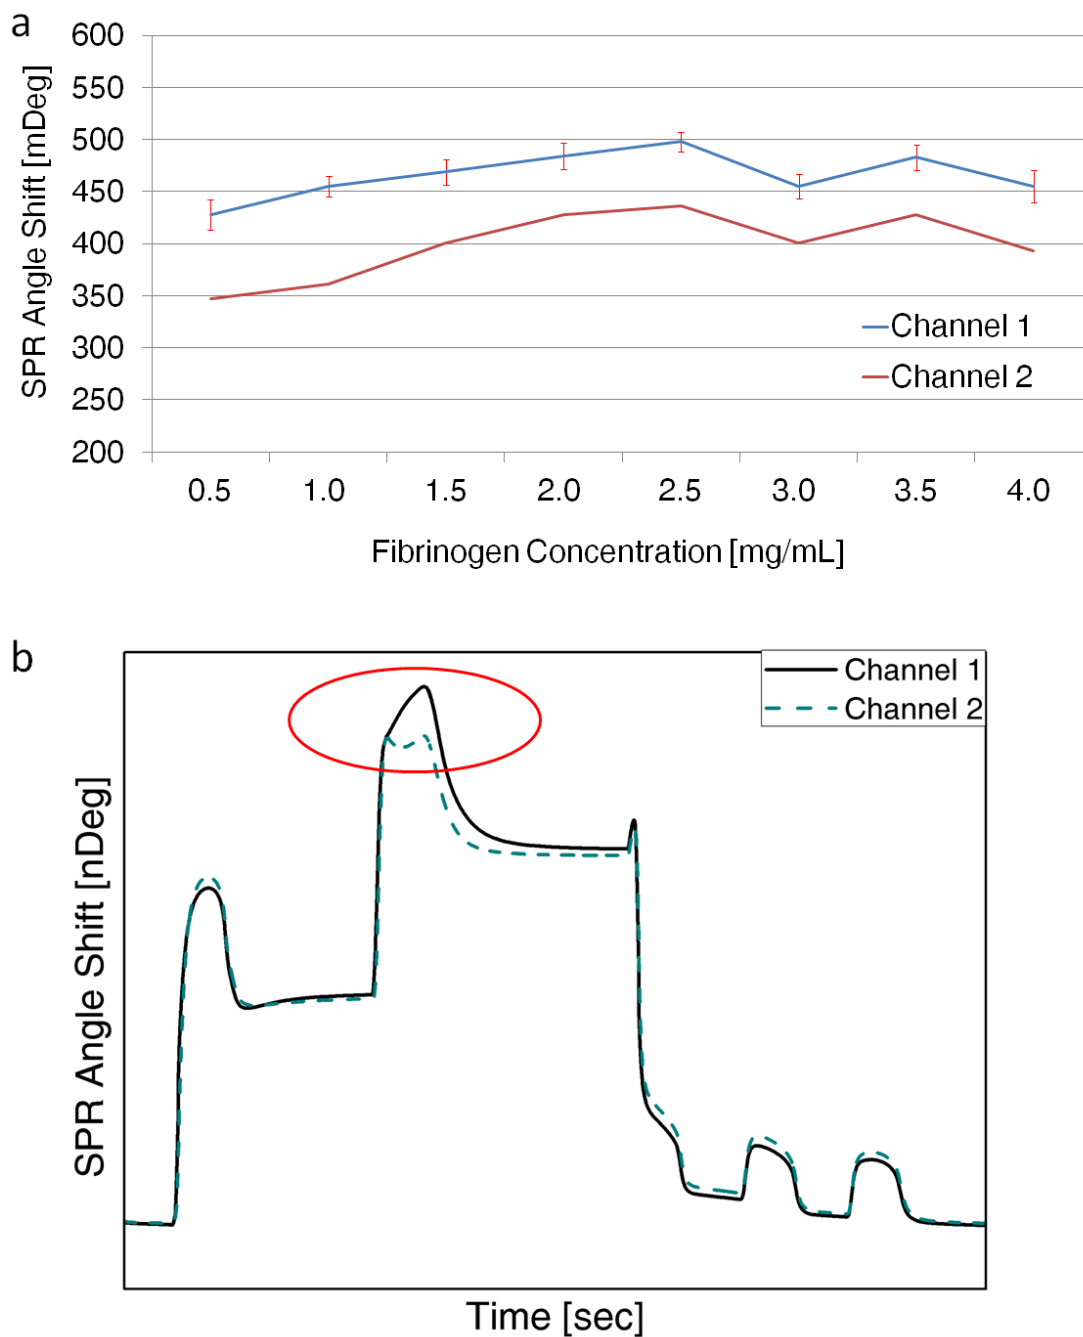 a
600
550
500
450
400
350
300
250
200
SPR Angle Shift [mDeg]
Channel 1
Channel 2
0.5 1.0 1.5 2.0 2.5 3.0 3.5 4.0
Fibrinogen Concentration [mg/mL]
b
Channel 1
Channel 2
SPR Angle Shift [nDeg]
Time [sec]